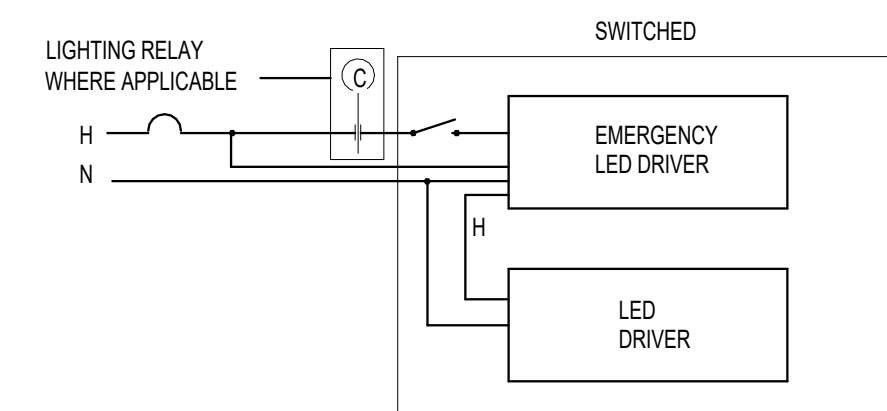 SWITCHED
LIGHTING RELAY
WHERE APPLICABLE
C
H
N
EMERGENCY
LED DRIVER
H
LED
DRIVER